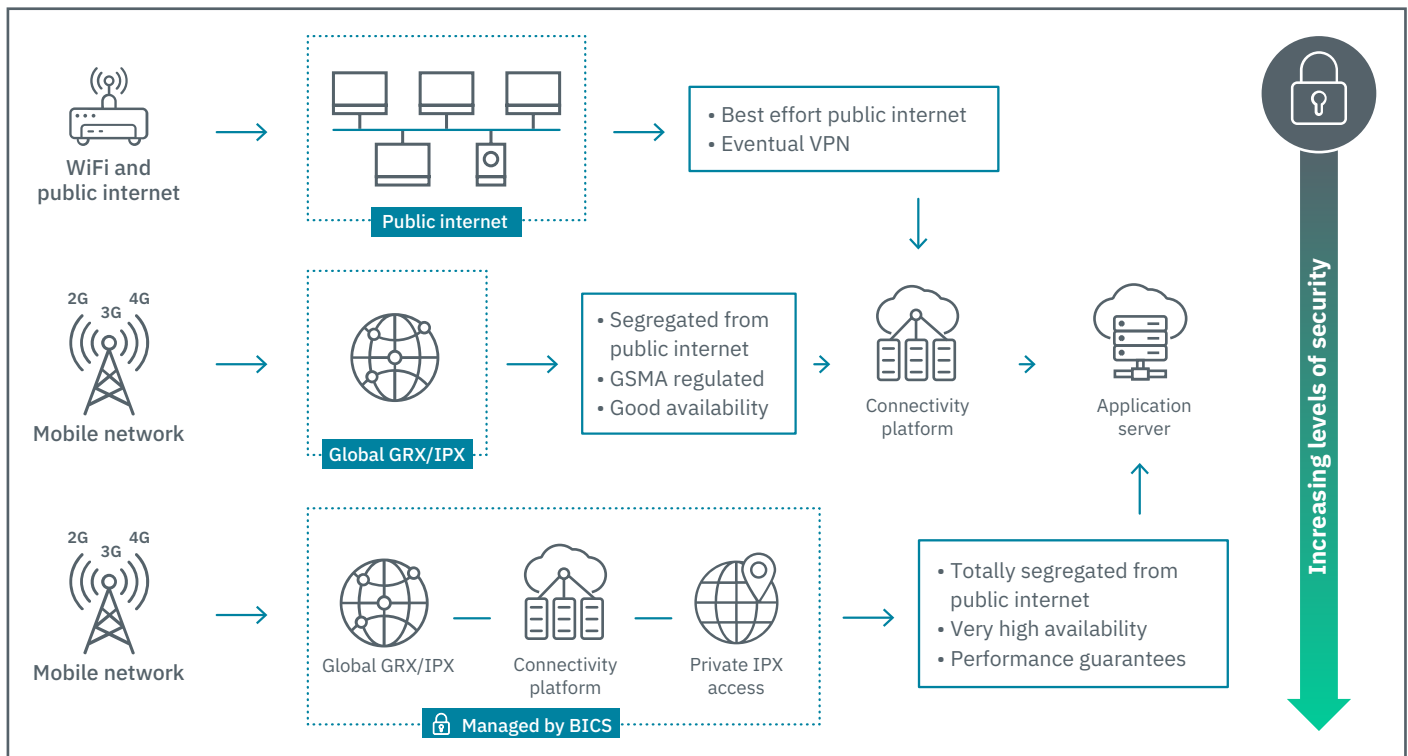 WiFi and
public internet
Public internet
• Best effort public internet
• Eventual VPN
2G 3G 4G
Mobile network
Global GRX/IPX
• Segregated from
public internet
• GSMA regulated
• Good availability
Connectivity
platform
Application
server
2G 3G 4G
Mobile network
Global GRX/IPX
Connectivity
platform
Private IPX
access
Managed by BICS
• Totally segregated from
public internet
• Very high availability
• Performance guarantees
Increasing levels of security